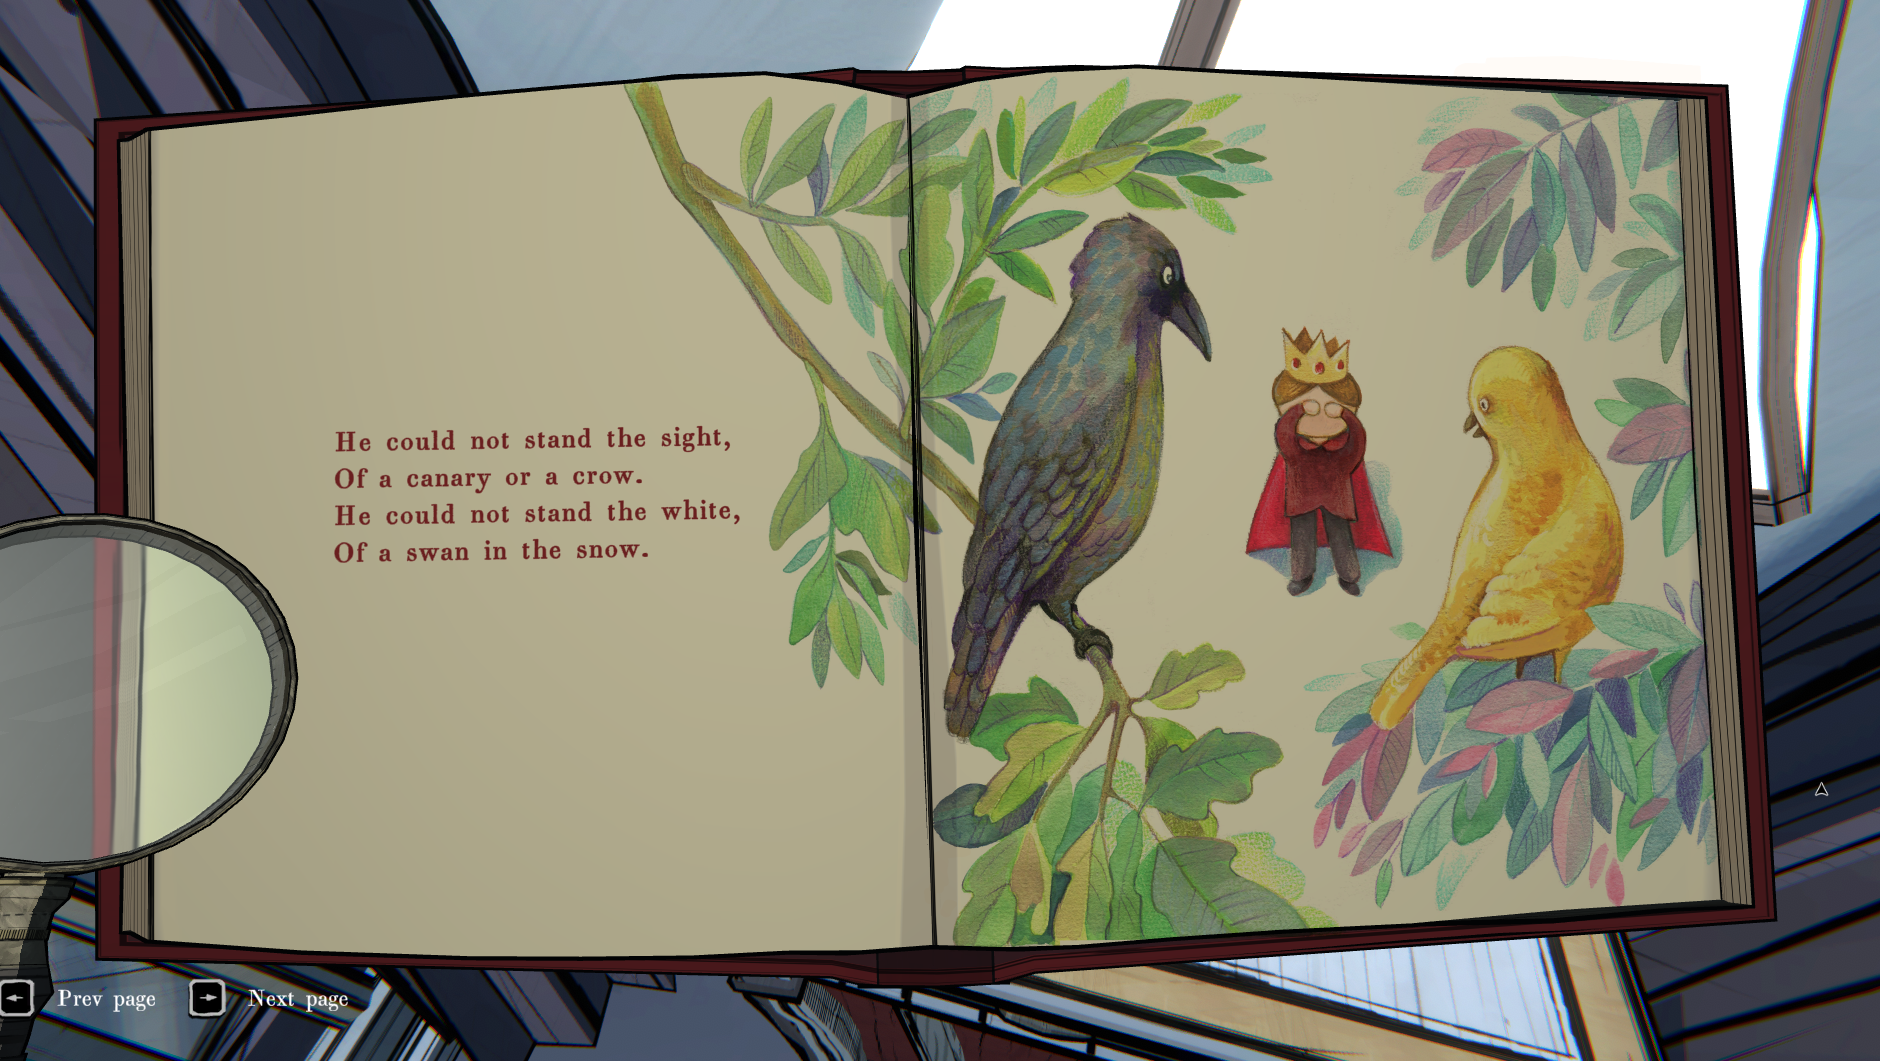 He could not stand the sight,
Of a canary or a crow.
He could not stand the white,
Of a swan in the snow.
Prev page
Next page